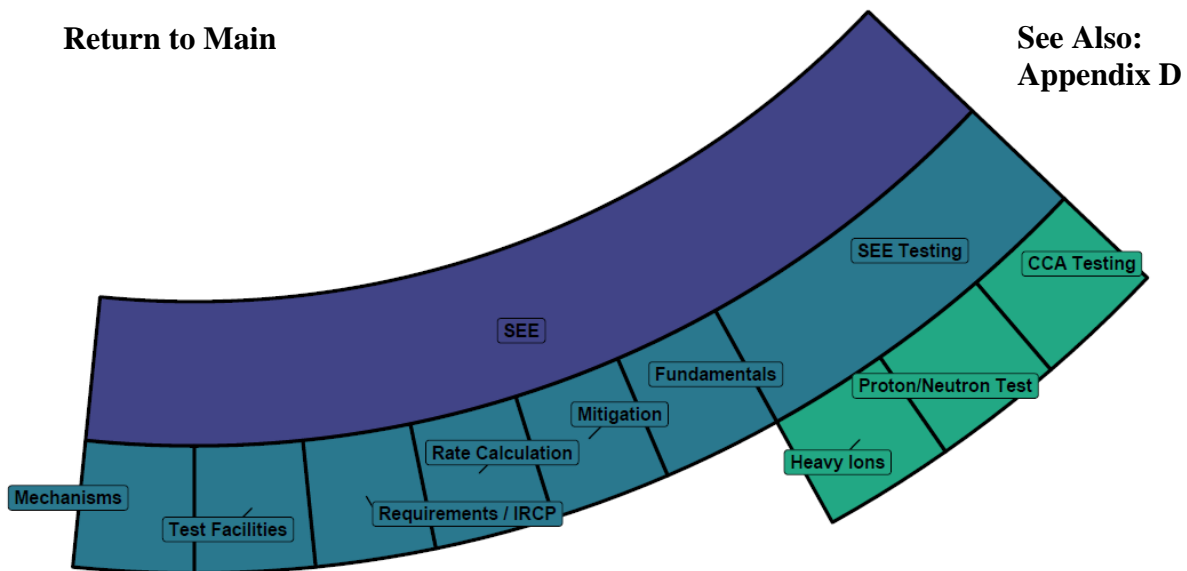 Return to Main
See Also:
Appendix D
SEE Testing
CCA Testing
SEE
Fundamentals
Proton/Neutron Test
Mitigation
Rate Calculation
Heavy Ions
Mechanisms
Requirements / IRCP
Test Facilities